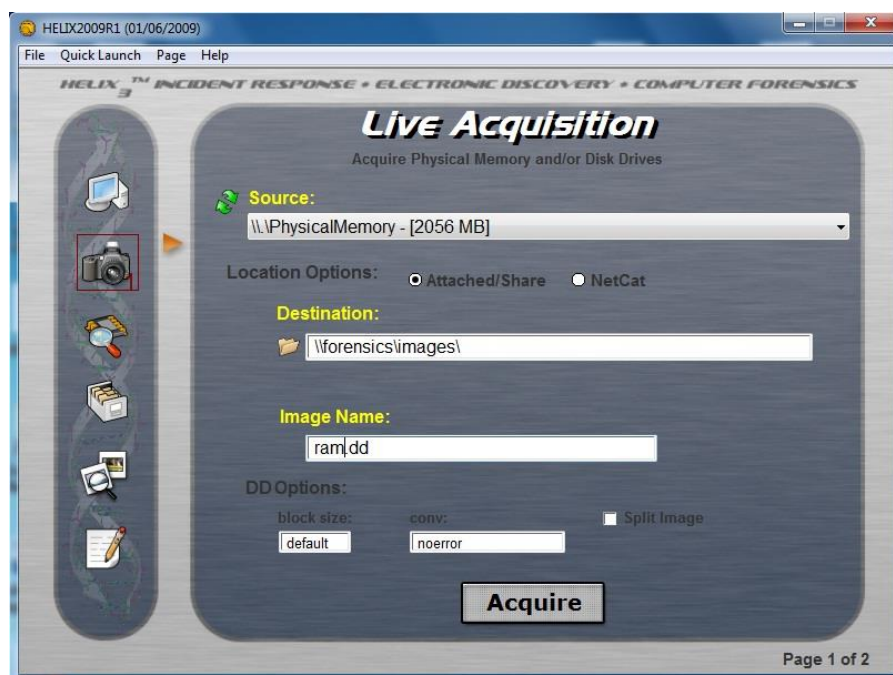 HELIX2009R1 (01/06/2009)
File Quick Launch Page Help
HELIX3™ INCIDENT RESPONSE • ELECTRONIC DISCOVERY • COMPUTER FORENSICS
Live Acquisition
Acquire Physical Memory and/or Disk Drives
Source:
\\.\PhysicalMemory - [2056 MB]
Location Options: Attached/Share NetCat
Destination:
\\forensics\images\
Image Name:
ram.dd
DD Options:
block size: conv: Split Image
default noerror
Acquire
Page 1 of 2